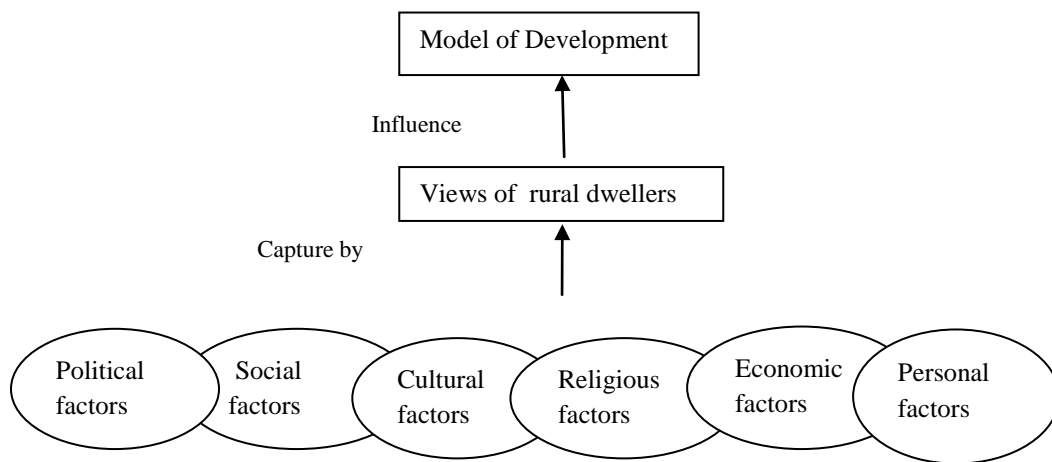 Model of Development
Influence
Views of rural dwellers
Capture by
Political
factors
Social
factors
Cultural
factors
Religious
factors
Economic
factors
Personal
factors